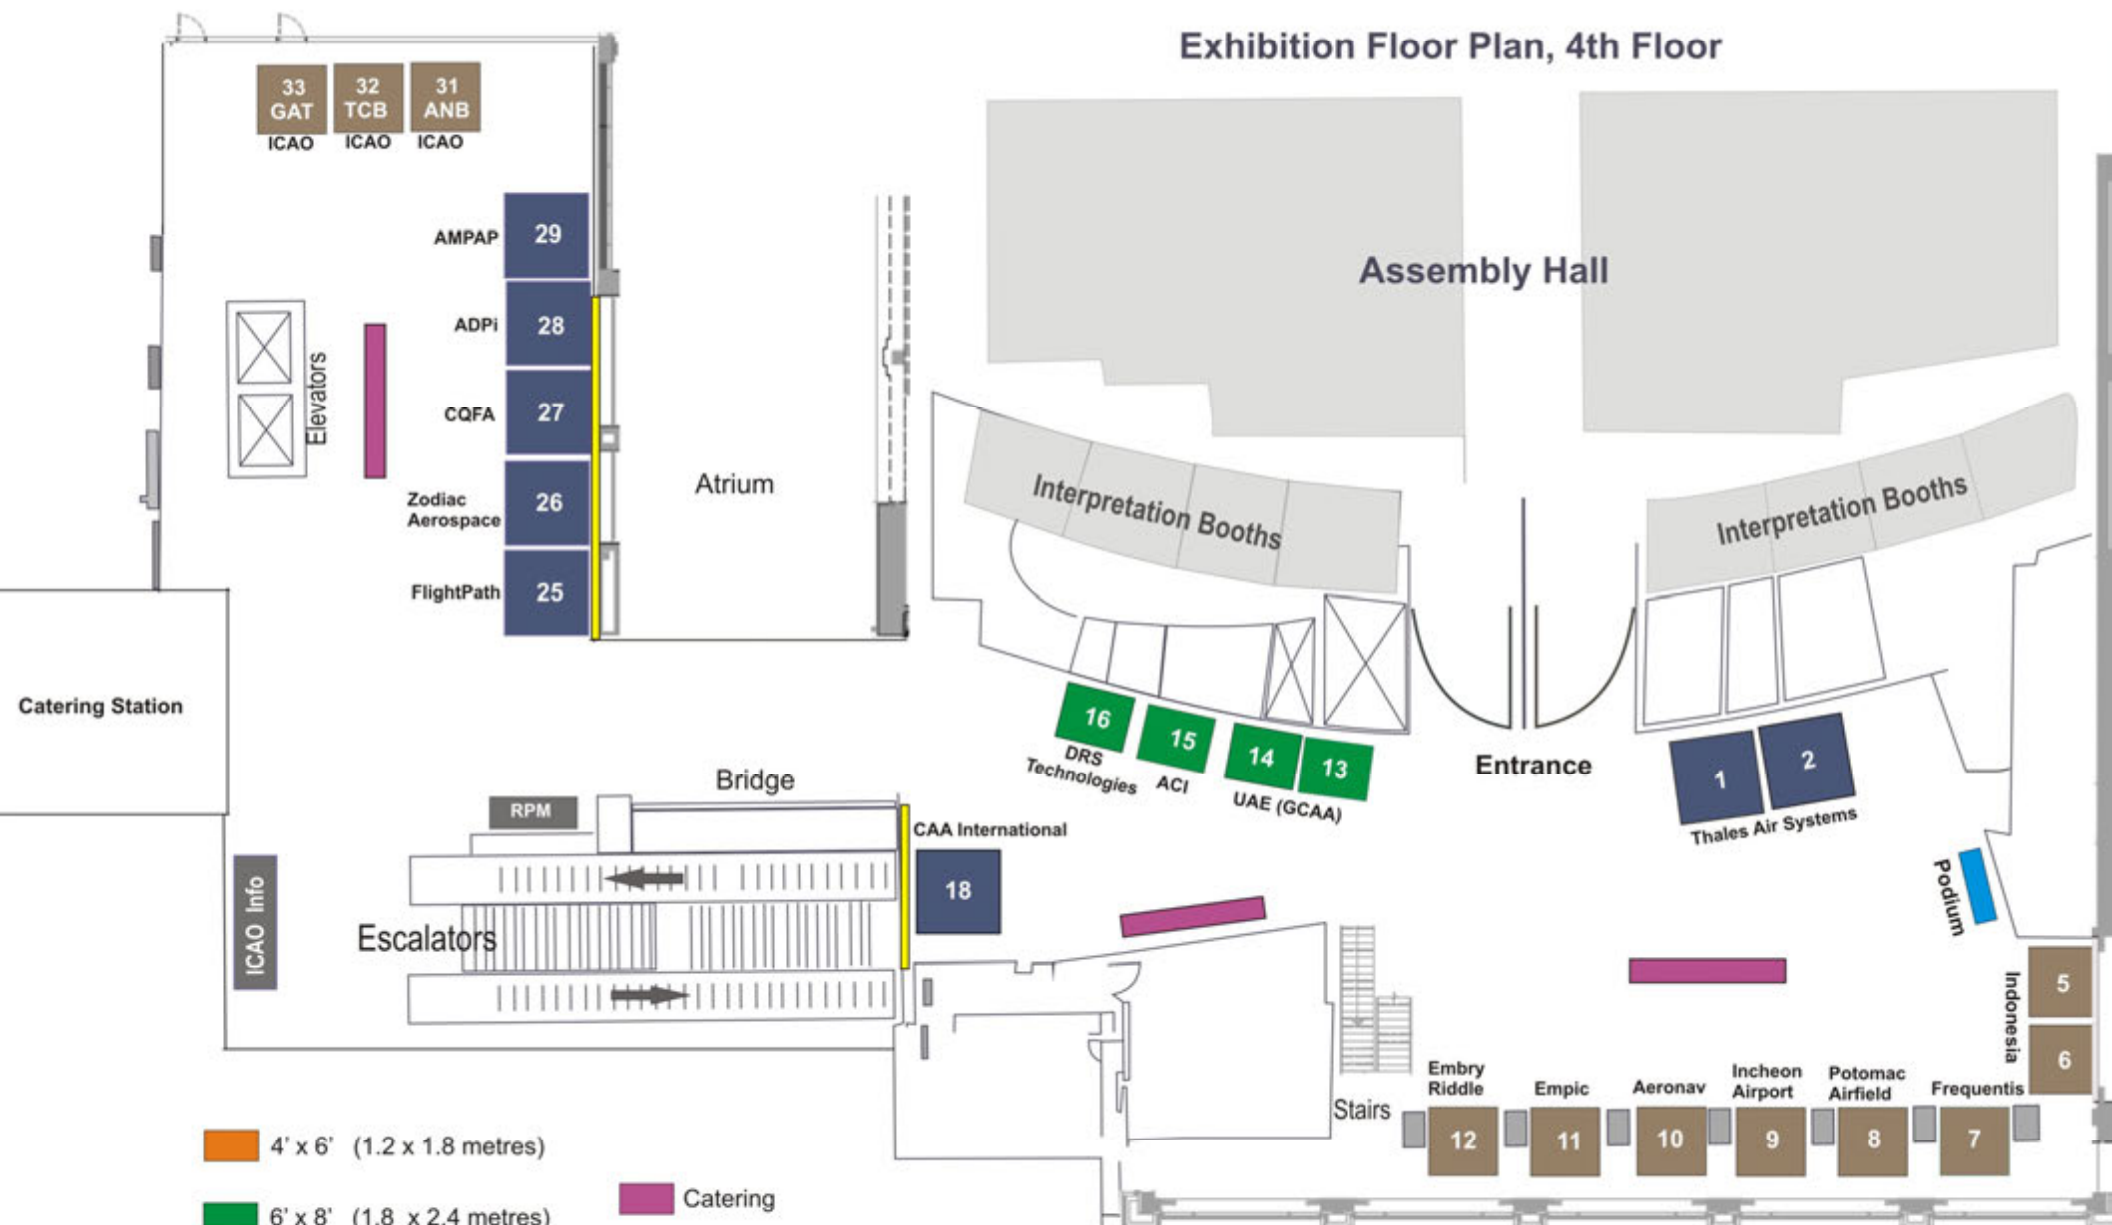 Exhibition Floor Plan, 4th Floor
33
GAT
ICAO
32
TCB
ICAO
31
ANB
ICAO
AMPAP
29
ADPi
28
CQFA
27
Zodiac
Aerospace
26
FlightPath
25
Elevators
Atrium
Assembly Hall
Interpretation Booths
Interpretation Booths
Catering Station
16
DRS
Technologies
15
ACI
14
13
UAE (GCAA)
Entrance
1
2
Thales Air Systems
Bridge
RPM
ICAO Info
Escalators
CAA International
18
Podium
Indonesia
5
6
Stairs
Embry
Riddle
12
Empic
11
Aeronav
10
Incheon
Airport
9
Potomac
Airfield
8
Frequentis
7
4' x 6' (1.2 x 1.8 metres)
6' x 8' (1.8 x 2.4 metres)
Catering